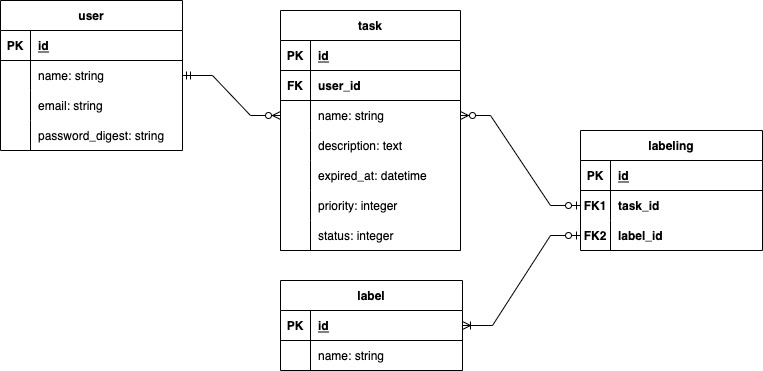 user
PK id
name: string
email: string
password_digest: string
task
PK id
FK user_id
name: string
description: text
expired_at: datetime
priority: integer
status: integer
labeling
PK id
FK1 task_id
FK2 label_id
label
PK id
name: string